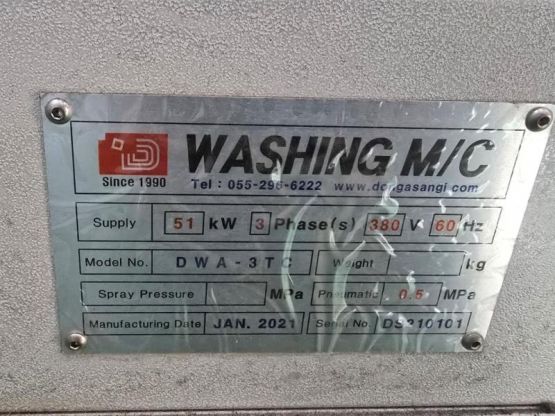 WASHING M/C
Since 1990
Tel : 055-296-6222 www.dongasangi.com
Supply 51 kW 3 Phase(s) 380 V 60 Hz
Model No. DWA-3TC Weight kg
Spray Pressure MPa Pneumatic 0.5 MPa
Manufacturing Date JAN. 2021 Serial No. DS210101